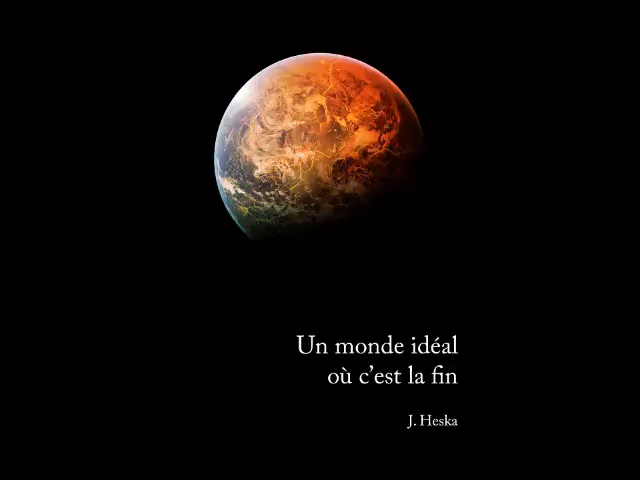 Un monde idéal
où c’est la fin
J. Heska